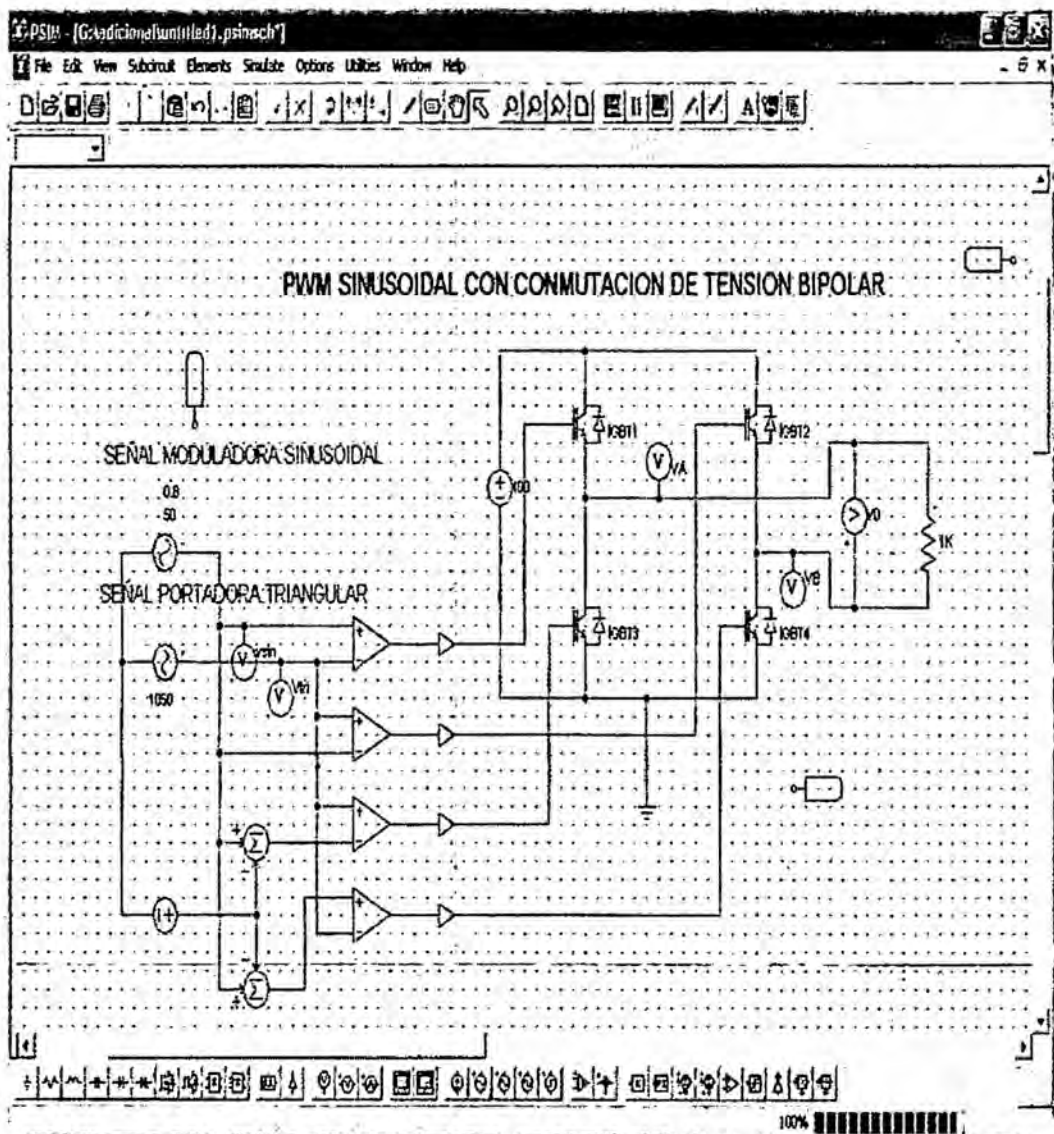 PSIM - [G:\adicional\untitled1.psimsch*]
File Edit View Subcircuit Elements Simulate Options Utilities Window Help
PWM SINUSOIDAL CON CONMUTACION DE TENSION BIPOLAR
SEÑAL MODULADORA SINUSOIDAL
0.8
50
SEÑAL PORTADORA TRIANGULAR
1050
Vsin
Vtri
IGBT1
IGBT2
VA
V0
1K
VB
IGBT3
IGBT4
100%